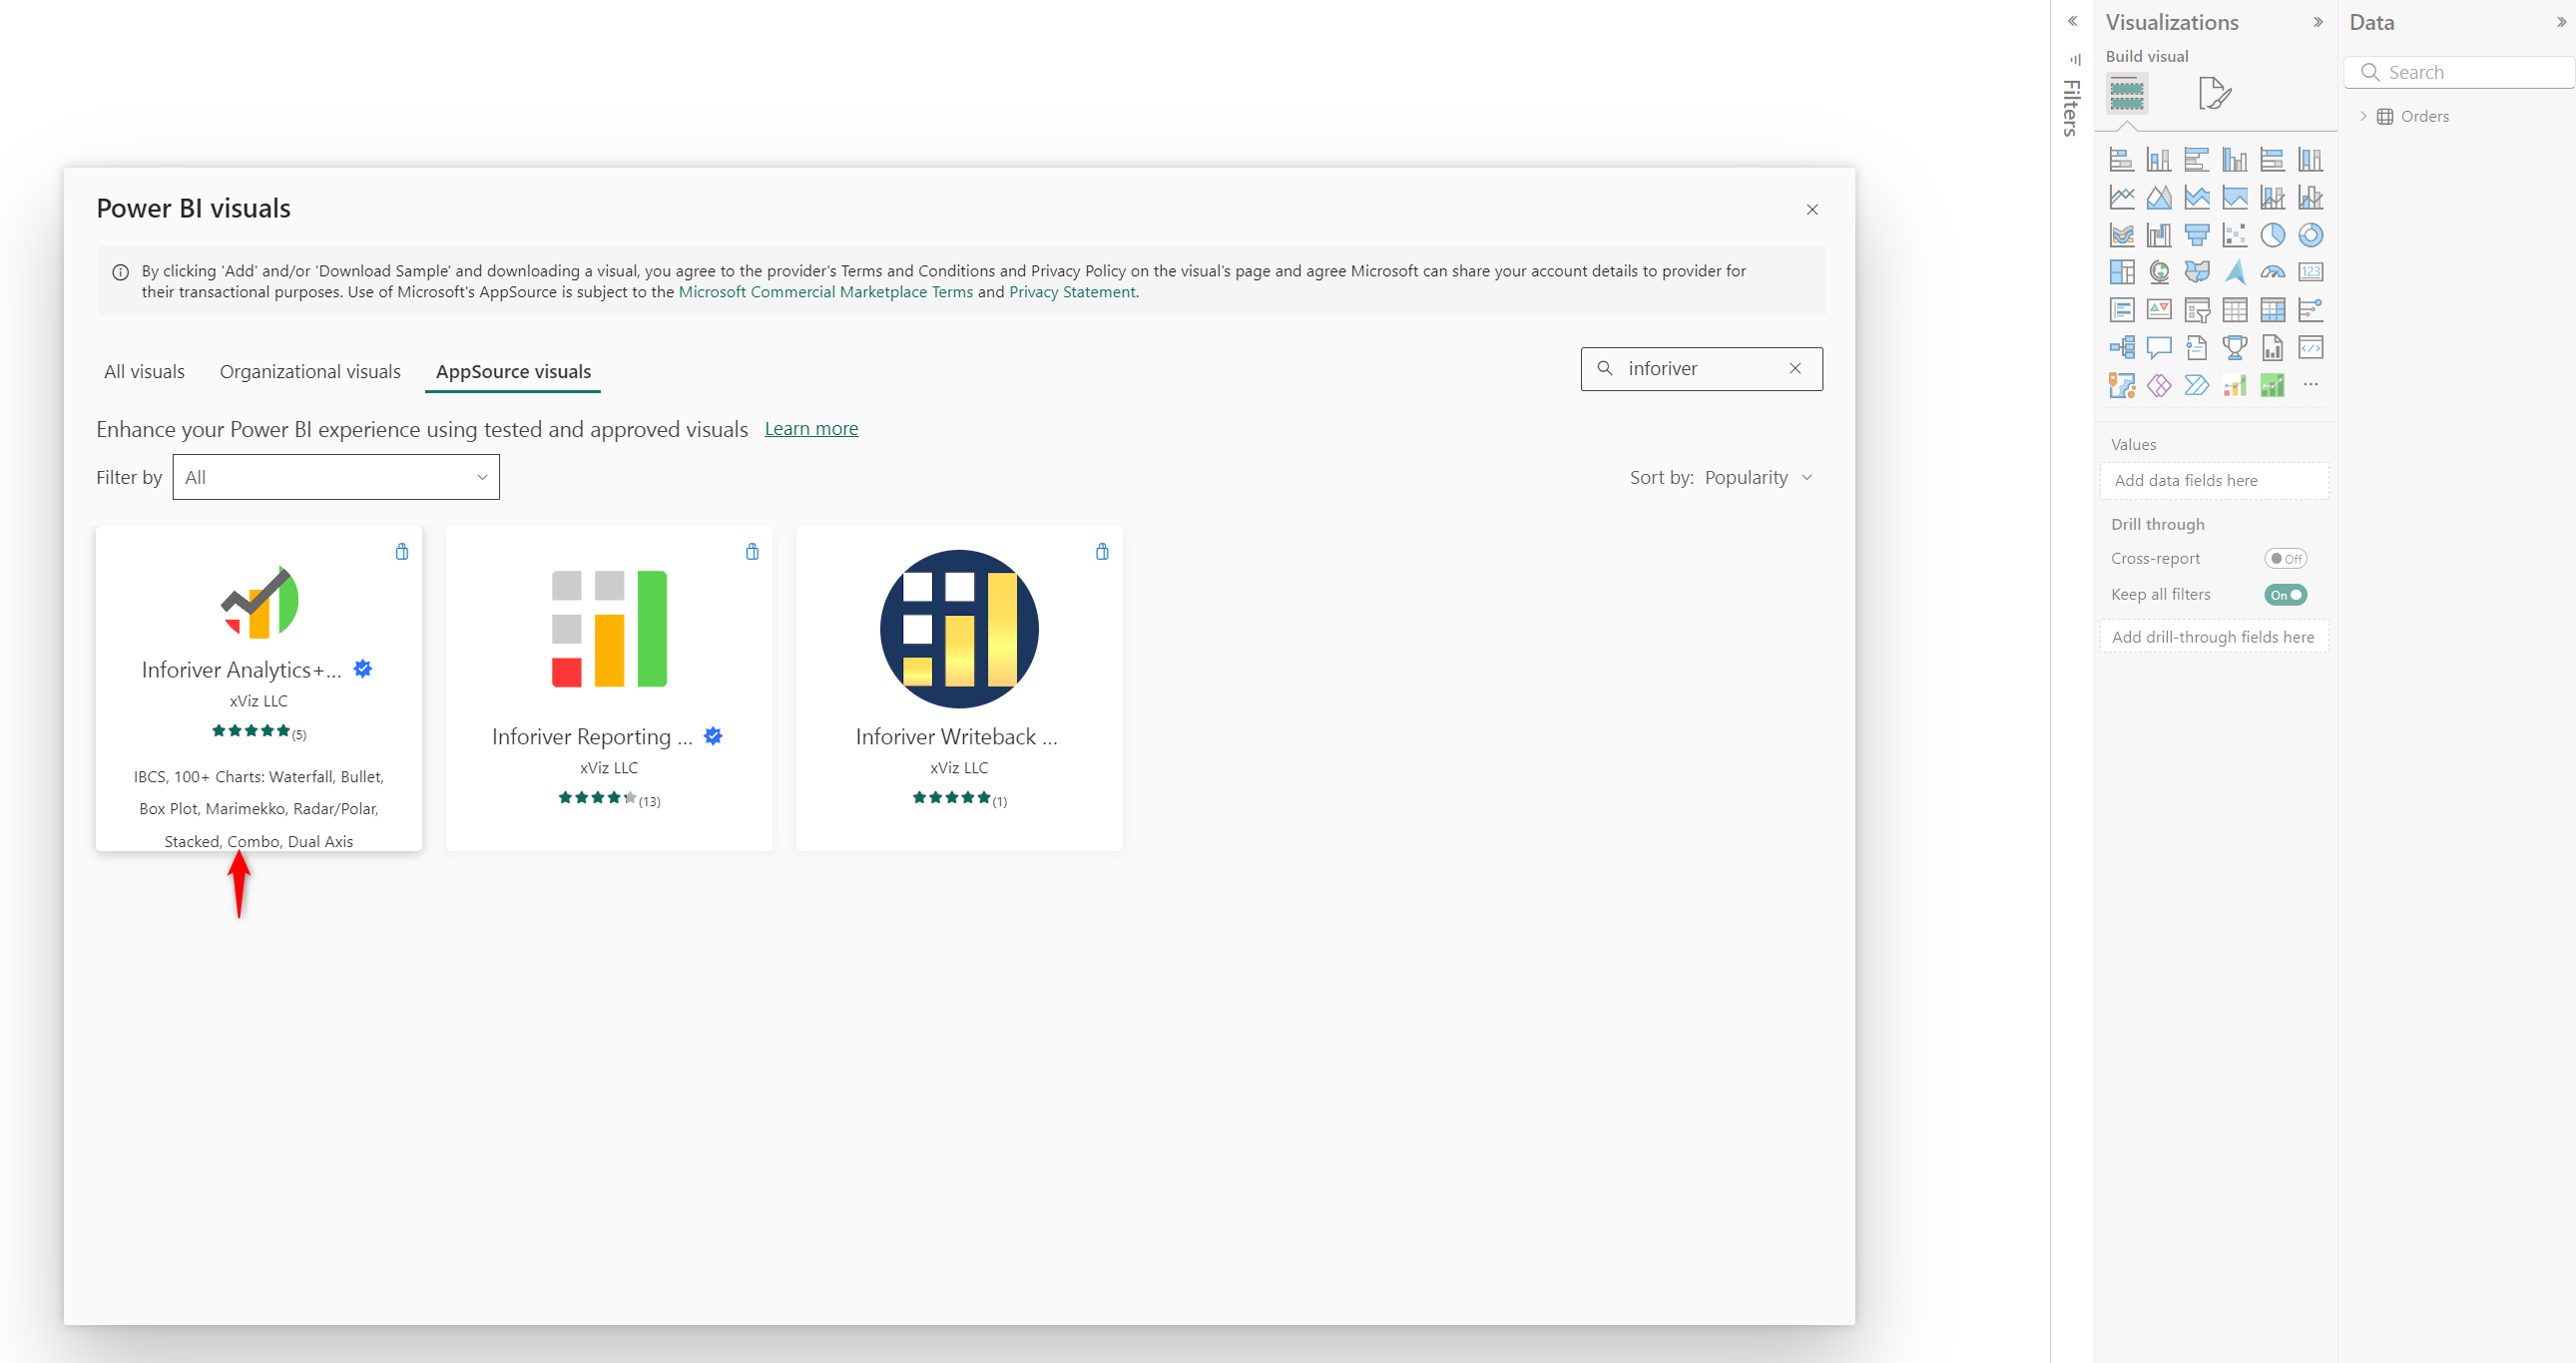 Power BI visuals
By clicking 'Add' and/or 'Download Sample' and downloading a visual, you agree to the provider's Terms and Conditions and Privacy Policy on the visual's page and agree Microsoft can share your account details to provider for
their transactional purposes. Use of Microsoft's AppSource is subject to the Microsoft Commercial Marketplace Terms and Privacy Statement.
All visuals
Organizational visuals
AppSource visuals
inforiver
Enhance your Power BI experience using tested and approved visuals Learn more
Filter by
All
Sort by: Popularity
Inforiver Analytics+...
xViz LLC
(5)
IBCS, 100+ Charts: Waterfall, Bullet,
Box Plot, Marimekko, Radar/Polar,
Stacked, Combo, Dual Axis
Inforiver Reporting ...
xViz LLC
(13)
Inforiver Writeback ...
xViz LLC
(1)
Filters
Visualizations
Build visual
123
Values
Add data fields here
Drill through
Cross-report
Off
Keep all filters
On
Add drill-through fields here
Data
Search
Orders